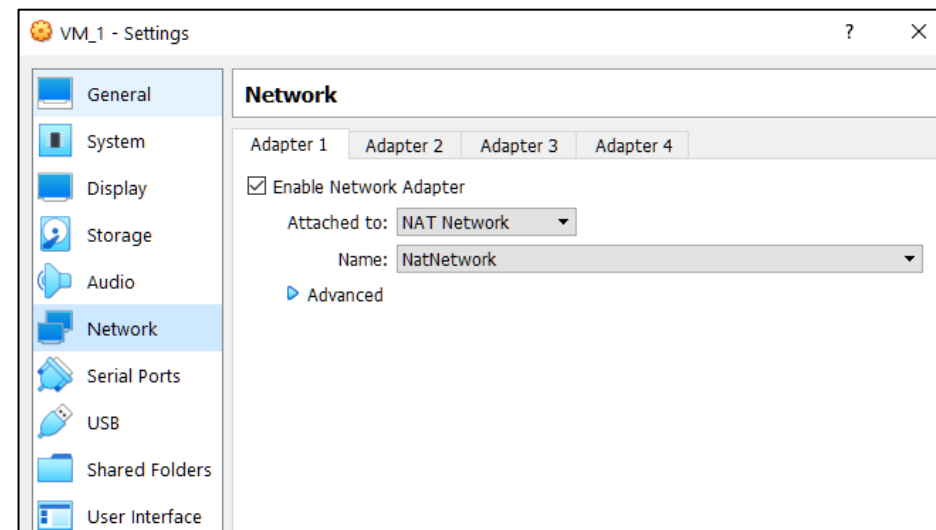 VM_1 - Settings ?
General
System
Display
Storage
Audio
Network
Serial Ports
USB
Shared Folders
User Interface
Network
Adapter 1 Adapter 2 Adapter 3 Adapter 4
Enable Network Adapter
Attached to: NAT Network
Name: NatNetwork
Advanced